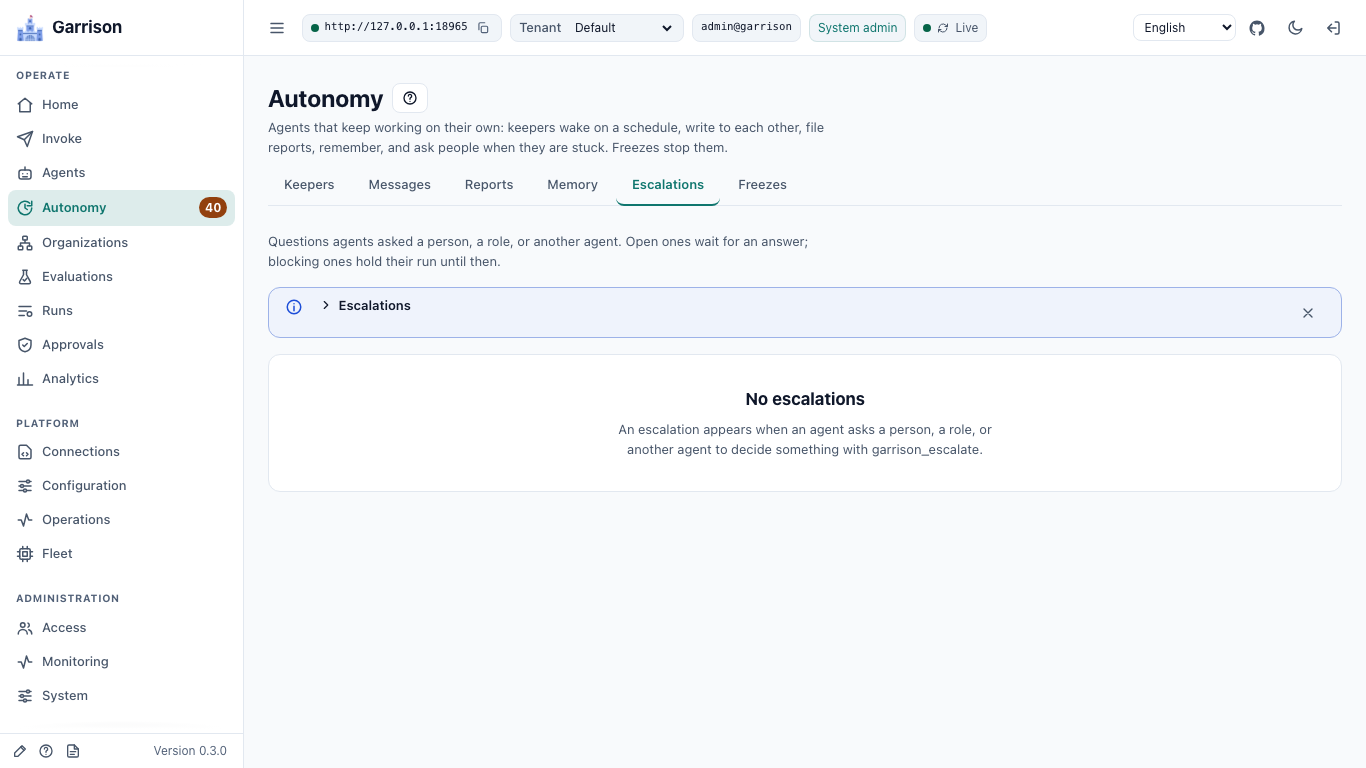 Garrison
http://127.0.0.1:18965
Tenant Default
admin@garrison
System admin
Live
English
OPERATE
Home
Invoke
Agents
Autonomy 40
Organizations
Evaluations
Runs
Approvals
Analytics
PLATFORM
Connections
Configuration
Operations
Fleet
ADMINISTRATION
Access
Monitoring
System
Version 0.3.0
Autonomy
Agents that keep working on their own: keepers wake on a schedule, write to each other, file
reports, remember, and ask people when they are stuck. Freezes stop them.
Keepers Messages Reports Memory Escalations Freezes
Questions agents asked a person, a role, or another agent. Open ones wait for an answer;
blocking ones hold their run until then.
Escalations
No escalations
An escalation appears when an agent asks a person, a role, or
another agent to decide something with garrison_escalate.